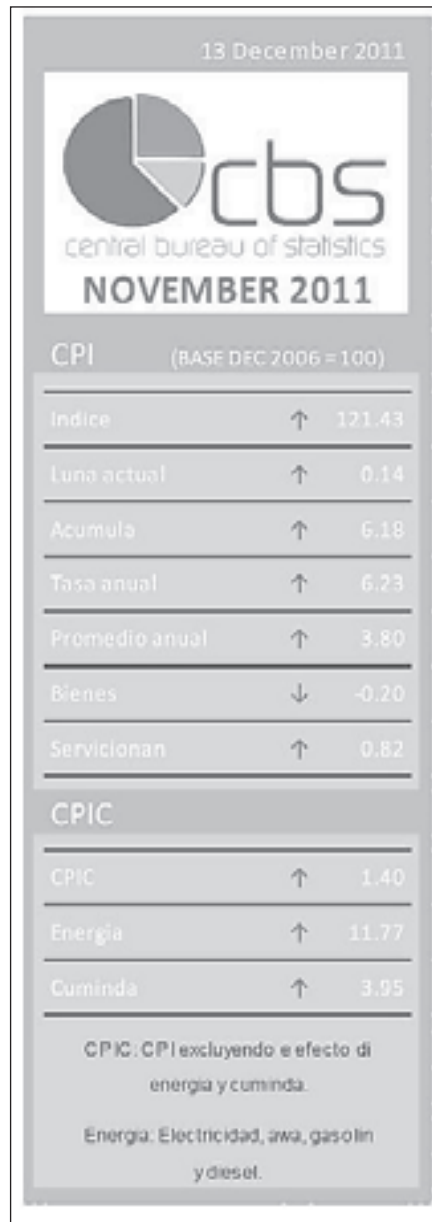 13 December 2011
cbs
central bureau of statistics
NOVEMBER 2011
CPI (BASE DEC 2006 = 100)
Indice ↑ 121.43
Luna actual ↑ 0.14
Acumula ↑ 6.18
Tasa anual ↑ 6.23
Promedio anual ↑ 3.80
Bienes ↓ -0.20
Servicionan ↑ 0.82
CPIC
CPIC ↑ 1.40
Energia ↑ 11.77
Cuminda ↑ 3.95
CPIC: CPI excluyendo e efecto di
energia y cuminda.
Energia: Electricidad, awa, gasolin
y diesel.